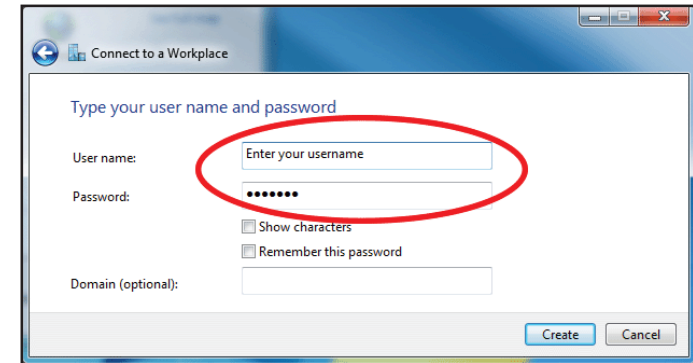 Connect to a Workplace
Type your user name and password
User name:
Enter your username
Password:
•••••••
Show characters
Remember this password
Domain (optional):
Create
Cancel